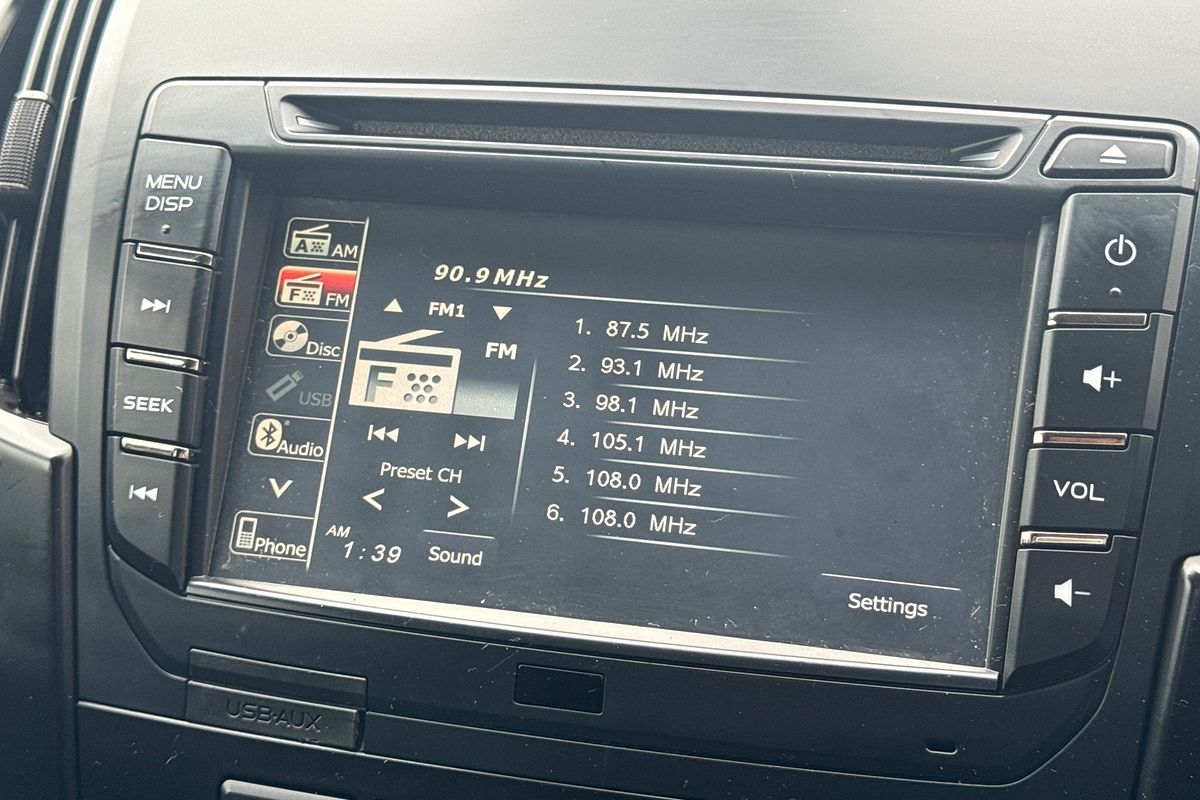 MENU
DISP
SEEK
A AM
F FM
Disc
USB
Audio
Phone
90.9 MHz
FM1
FM
F
Preset CH
AM
1:39
Sound
1. 87.5 MHz
2. 93.1 MHz
3. 98.1 MHz
4. 105.1 MHz
5. 108.0 MHz
6. 108.0 MHz
Settings
VOL
USB·AUX